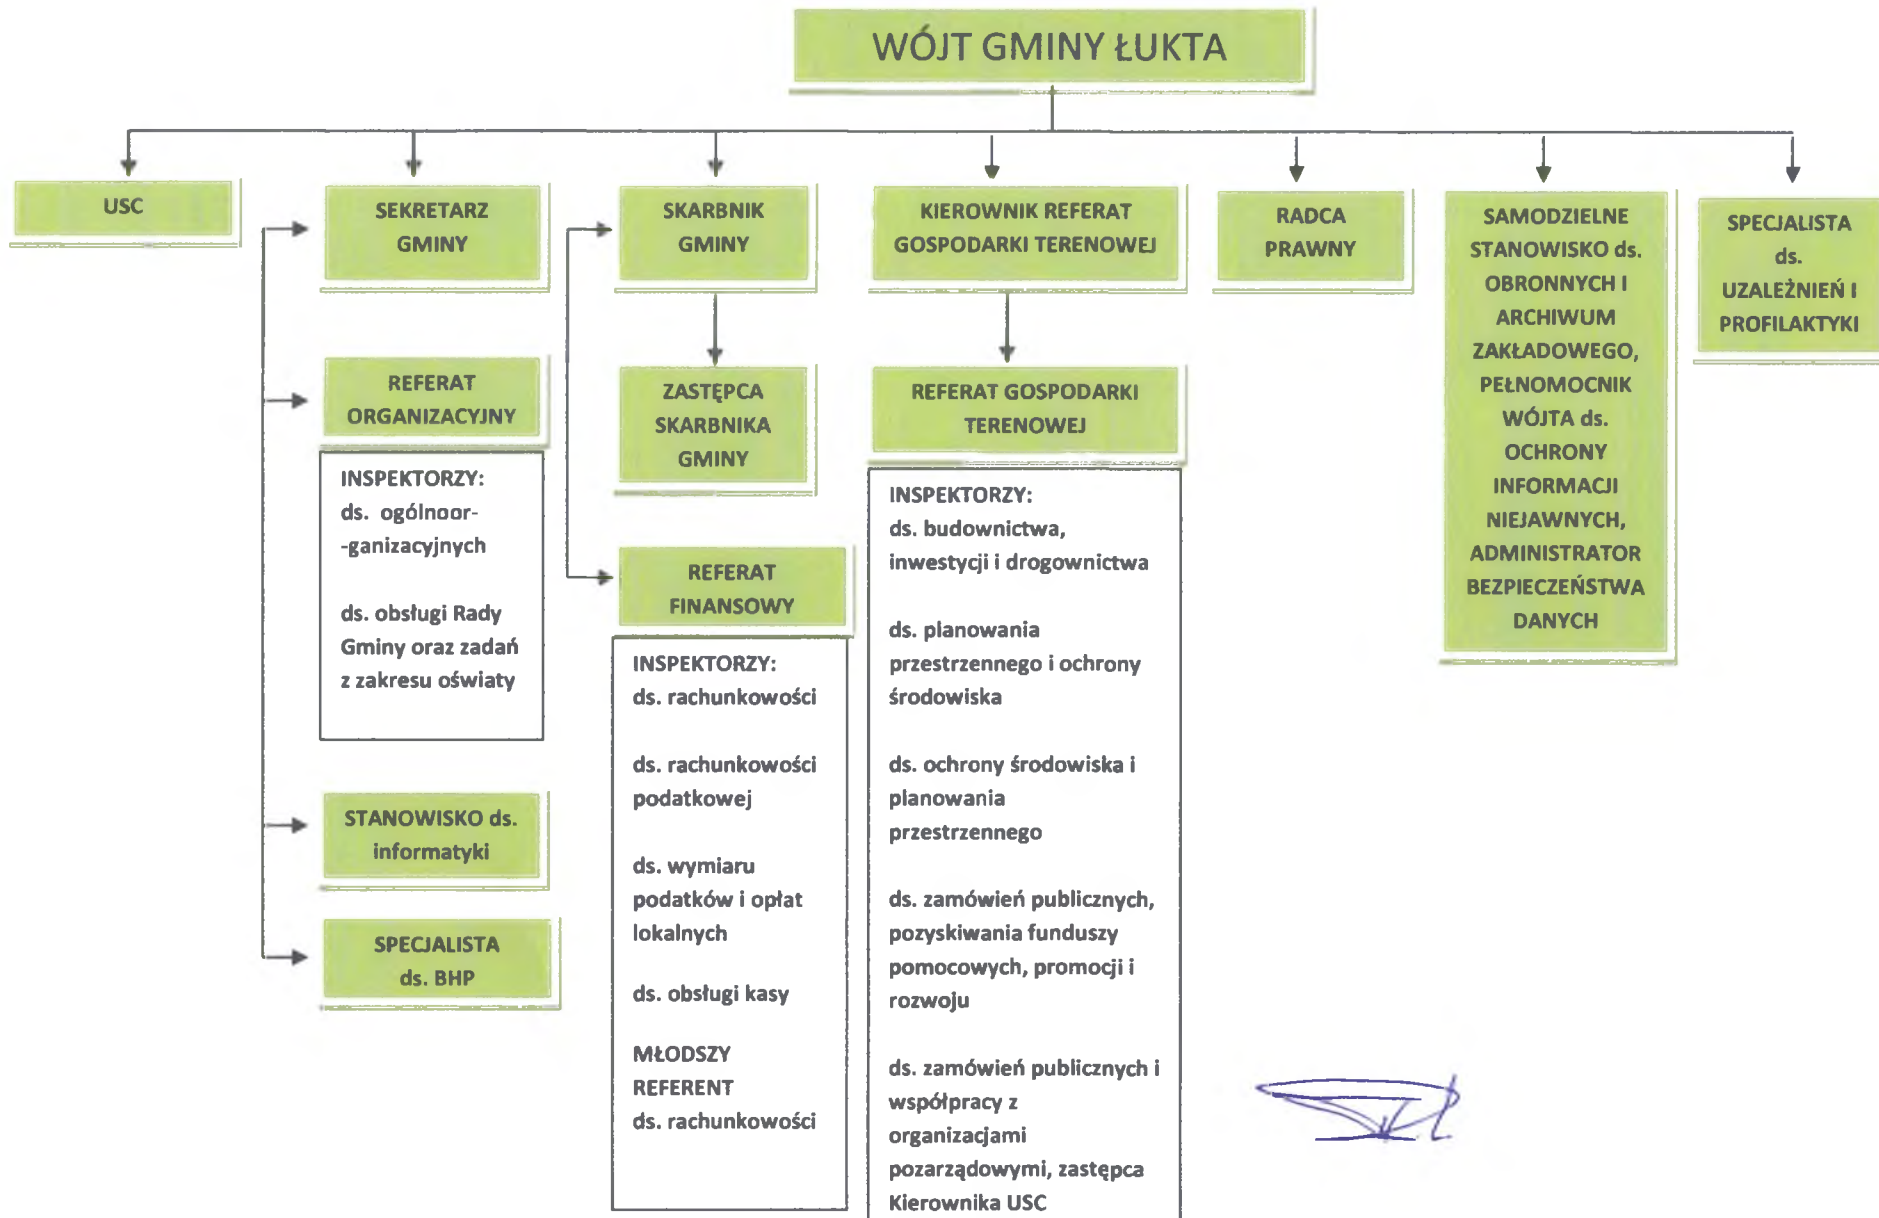 WÓJT GMINY ŁUKTA
USC
SEKRETARZ
GMINY
REFERAT
ORGANIZACYJNY
INSPEKTORZY:
ds. ogólnoor-
-ganizacyjnych
ds. obsługi Rady
Gminy oraz zadań
z zakresu oświaty
STANOWISKO ds.
informatyki
SPECJALISTA
ds. BHP
SKARBNIK
GMINY
ZASTĘPCA
SKARBNIKA
GMINY
REFERAT
FINANSOWY
INSPEKTORZY:
ds. rachunkowości
ds. rachunkowości
podatkowej
ds. wymiaru
podatków i opłat
lokalnych
ds. obsługi kasy
MŁODSZY
REFERENT
ds. rachunkowości
KIEROWNIK REFERAT
GOSPODARKI TERENOWEJ
REFERAT GOSPODARKI
TERENOWEJ
INSPEKTORZY:
ds. budownictwa,
inwestycji i drogownictwa
ds. planowania
przestrzennego i ochrony
środowiska
ds. ochrony środowiska i
planowania
przestrzennego
ds. zamówień publicznych,
pozyskiwania funduszy
pomocowych, promocji i
rozwoju
ds. zamówień publicznych i
współpracy z
organizacjami
pozarządowymi, zastępca
Kierownika USC
RADCA
PRAWNY
SAMODZIELNE
STANOWISKO ds.
OBRONNYCH I
ARCHIWUM
ZAKŁADOWEGO,
PEŁNOMOCNIK
WÓJTA ds.
OCHRONY
INFORMACJI
NIEJAWNYCH,
ADMINISTRATOR
BEZPIECZEŃSTWA
DANYCH
SPECJALISTA
ds.
UZALEŻNIEŃ I
PROFILAKTYKI